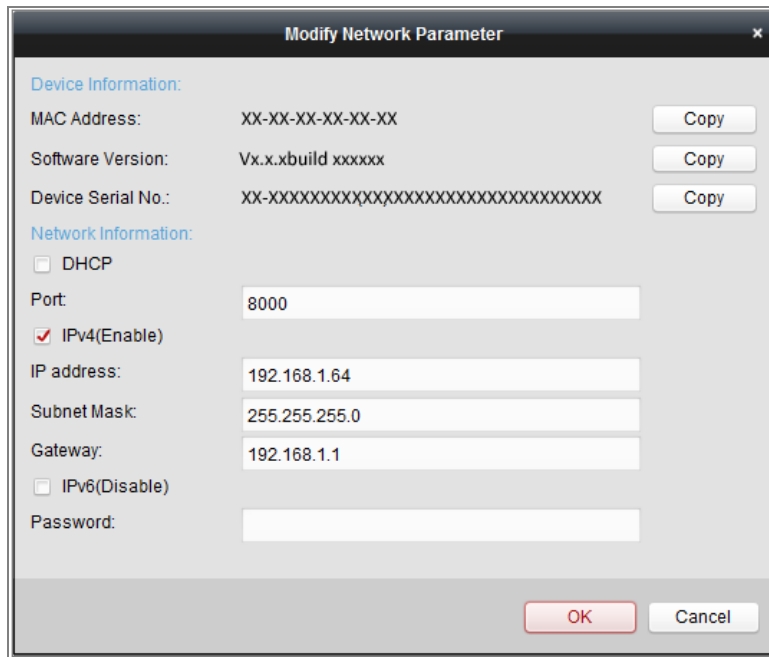 Modify Network Parameter ×
Device Information:
MAC Address: XX-XX-XX-XX-XX-XX Copy
Software Version: Vx.x.xbuild xxxxxx Copy
Device Serial No.: XX-XXXXXXXXXXXXXXXXXXXXXXXXXXXXXXXX Copy
Network Information:
DHCP
Port: 8000
IPv4(Enable)
IP address: 192.168.1.64
Subnet Mask: 255.255.255.0
Gateway: 192.168.1.1
IPv6(Disable)
Password:
OK Cancel